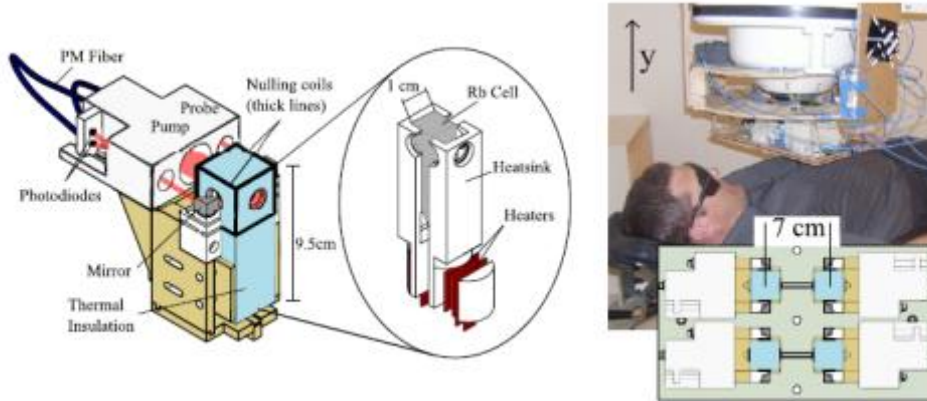 PM Fiber
Nulling coils
(thick lines)
Probe
Pump
Photodiodes
Mirror
Thermal
Insulation
9.5cm
1 cm
Rb Cell
Heatsink
Heaters
y
7 cm